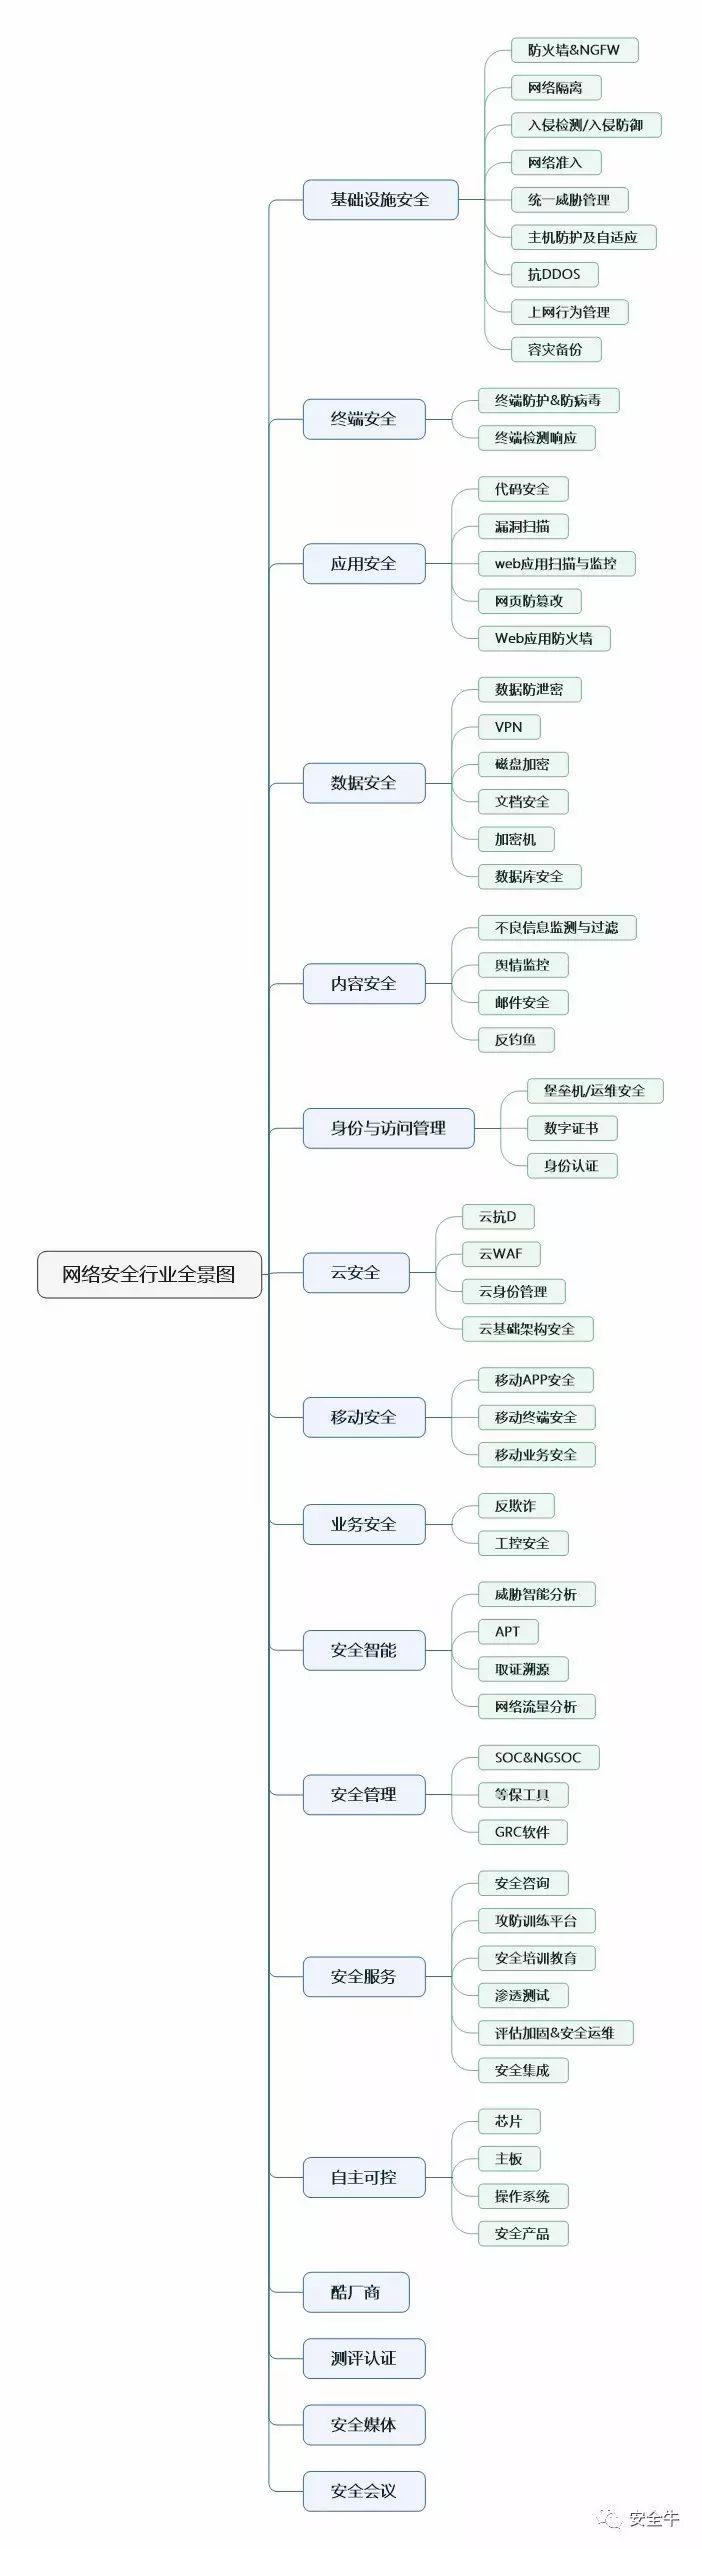 网络安全行业全景图
基础设施安全
防火墙&NGFW
网络隔离
入侵检测/入侵防御
网络准入
统一威胁管理
主机防护及自适应
抗DDOS
上网行为管理
容灾备份
终端安全
终端防护&防病毒
终端检测响应
应用安全
代码安全
漏洞扫描
web应用扫描与监控
网页防篡改
Web应用防火墙
数据安全
数据防泄密
VPN
磁盘加密
文档安全
加密机
数据库安全
内容安全
不良信息监测与过滤
舆情监控
邮件安全
反钓鱼
身份与访问管理
堡垒机/运维安全
数字证书
身份认证
云安全
云抗D
云WAF
云身份管理
云基础架构安全
移动安全
移动APP安全
移动终端安全
移动业务安全
业务安全
反欺诈
工控安全
安全智能
威胁智能分析
APT
取证溯源
网络流量分析
安全管理
SOC&NGSOC
等保工具
GRC软件
安全服务
安全咨询
攻防训练平台
安全培训教育
渗透测试
评估加固&安全运维
安全集成
自主可控
芯片
主板
操作系统
安全产品
酷厂商
测评认证
安全媒体
安全会议
安全牛